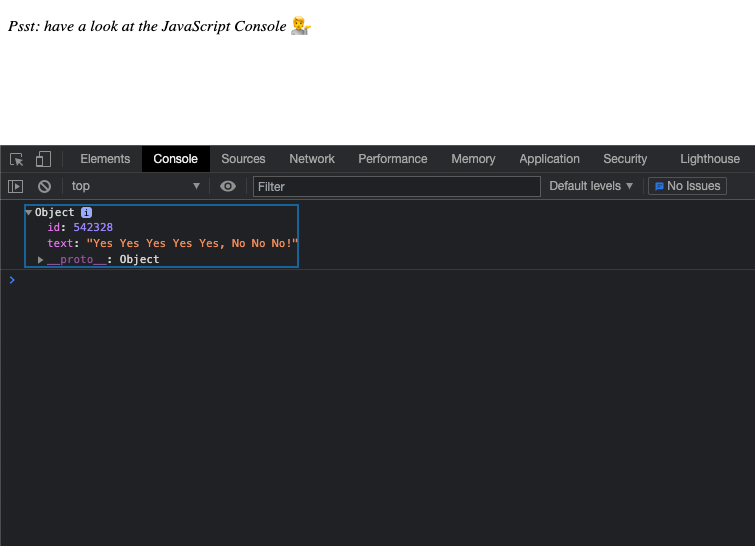 Psst: have a look at the JavaScript Console 💁‍♂️
Elements Console Sources Network Performance Memory Application Security Lighthouse
top ▼ Filter Default levels ▼ No Issues
▼Object i
id: 542328
text: "Yes Yes Yes Yes Yes, No No No!"
▶__proto__: Object
>